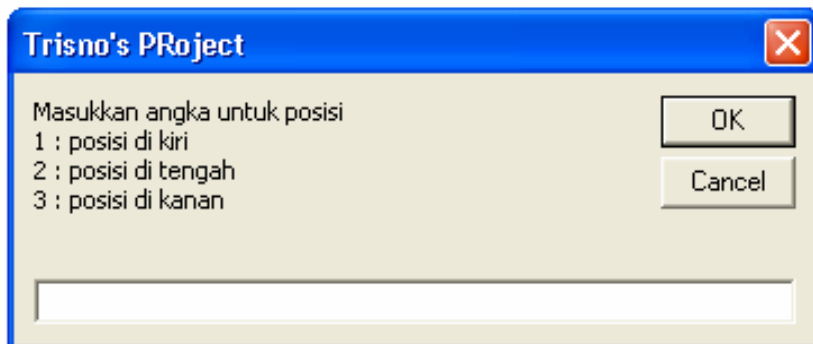 Trisno's PRoject
Masukkan angka untuk posisi
1 : posisi di kiri
2 : posisi di tengah
3 : posisi di kanan
OK
Cancel